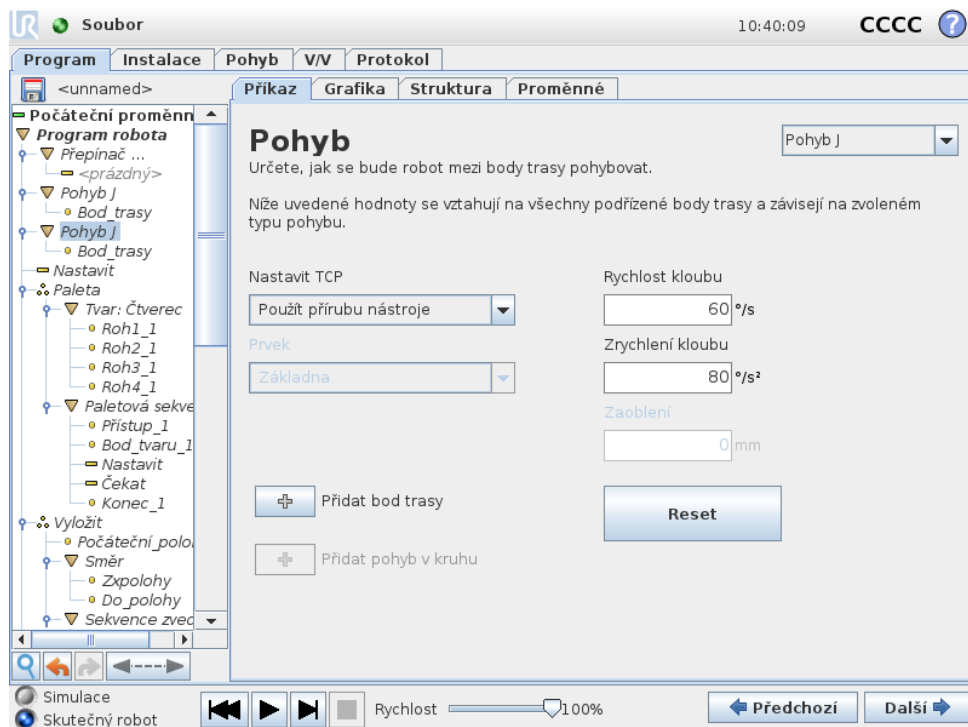 UR Soubor 10:40:09 CCCC ?
Program Instalace Pohyb V/V Protokol
<unnamed>
Příkaz Grafika Struktura Proměnné
Počáteční proměnn
Program robota
Přepínač ...
<prázdný>
Pohyb J
Bod_trasy
Pohyb J
Bod_trasy
Nastavit
Paleta
Tvar: Čtverec
Roh1_1
Roh2_1
Roh3_1
Roh4_1
Paletová sekve
Přístup_1
Bod_tvaru_1
Nastavit
Čekat
Konec_1
Vyložit
Počáteční_polo
Směr
Zxpolohy
Do_polohy
Sekvence zved
Pohyb
Pohyb J
Určete, jak se bude robot mezi body trasy pohybovat.
Níže uvedené hodnoty se vztahují na všechny podřízené body trasy a závisejí na zvoleném
typu pohybu.
Nastavit TCP
Použít přírubu nástroje
Prvek
Základna
Rychlost kloubu
60 °/s
Zrychlení kloubu
80 °/s²
Zaoblení
0 mm
Přidat bod trasy
Přidat pohyb v kruhu
Reset
Simulace
Skutečný robot
Rychlost 100%
Předchozí
Další